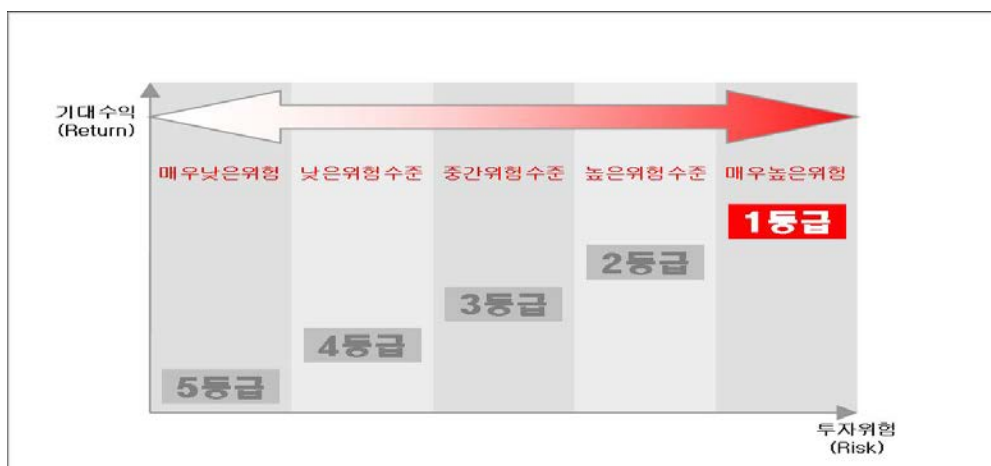 기대수익
(Return)
매우낮은위험 낮은위험수준 중간위험수준 높은위험수준 매우높은위험
1등급
2등급
3등급
4등급
5등급
투자위험
(Risk)